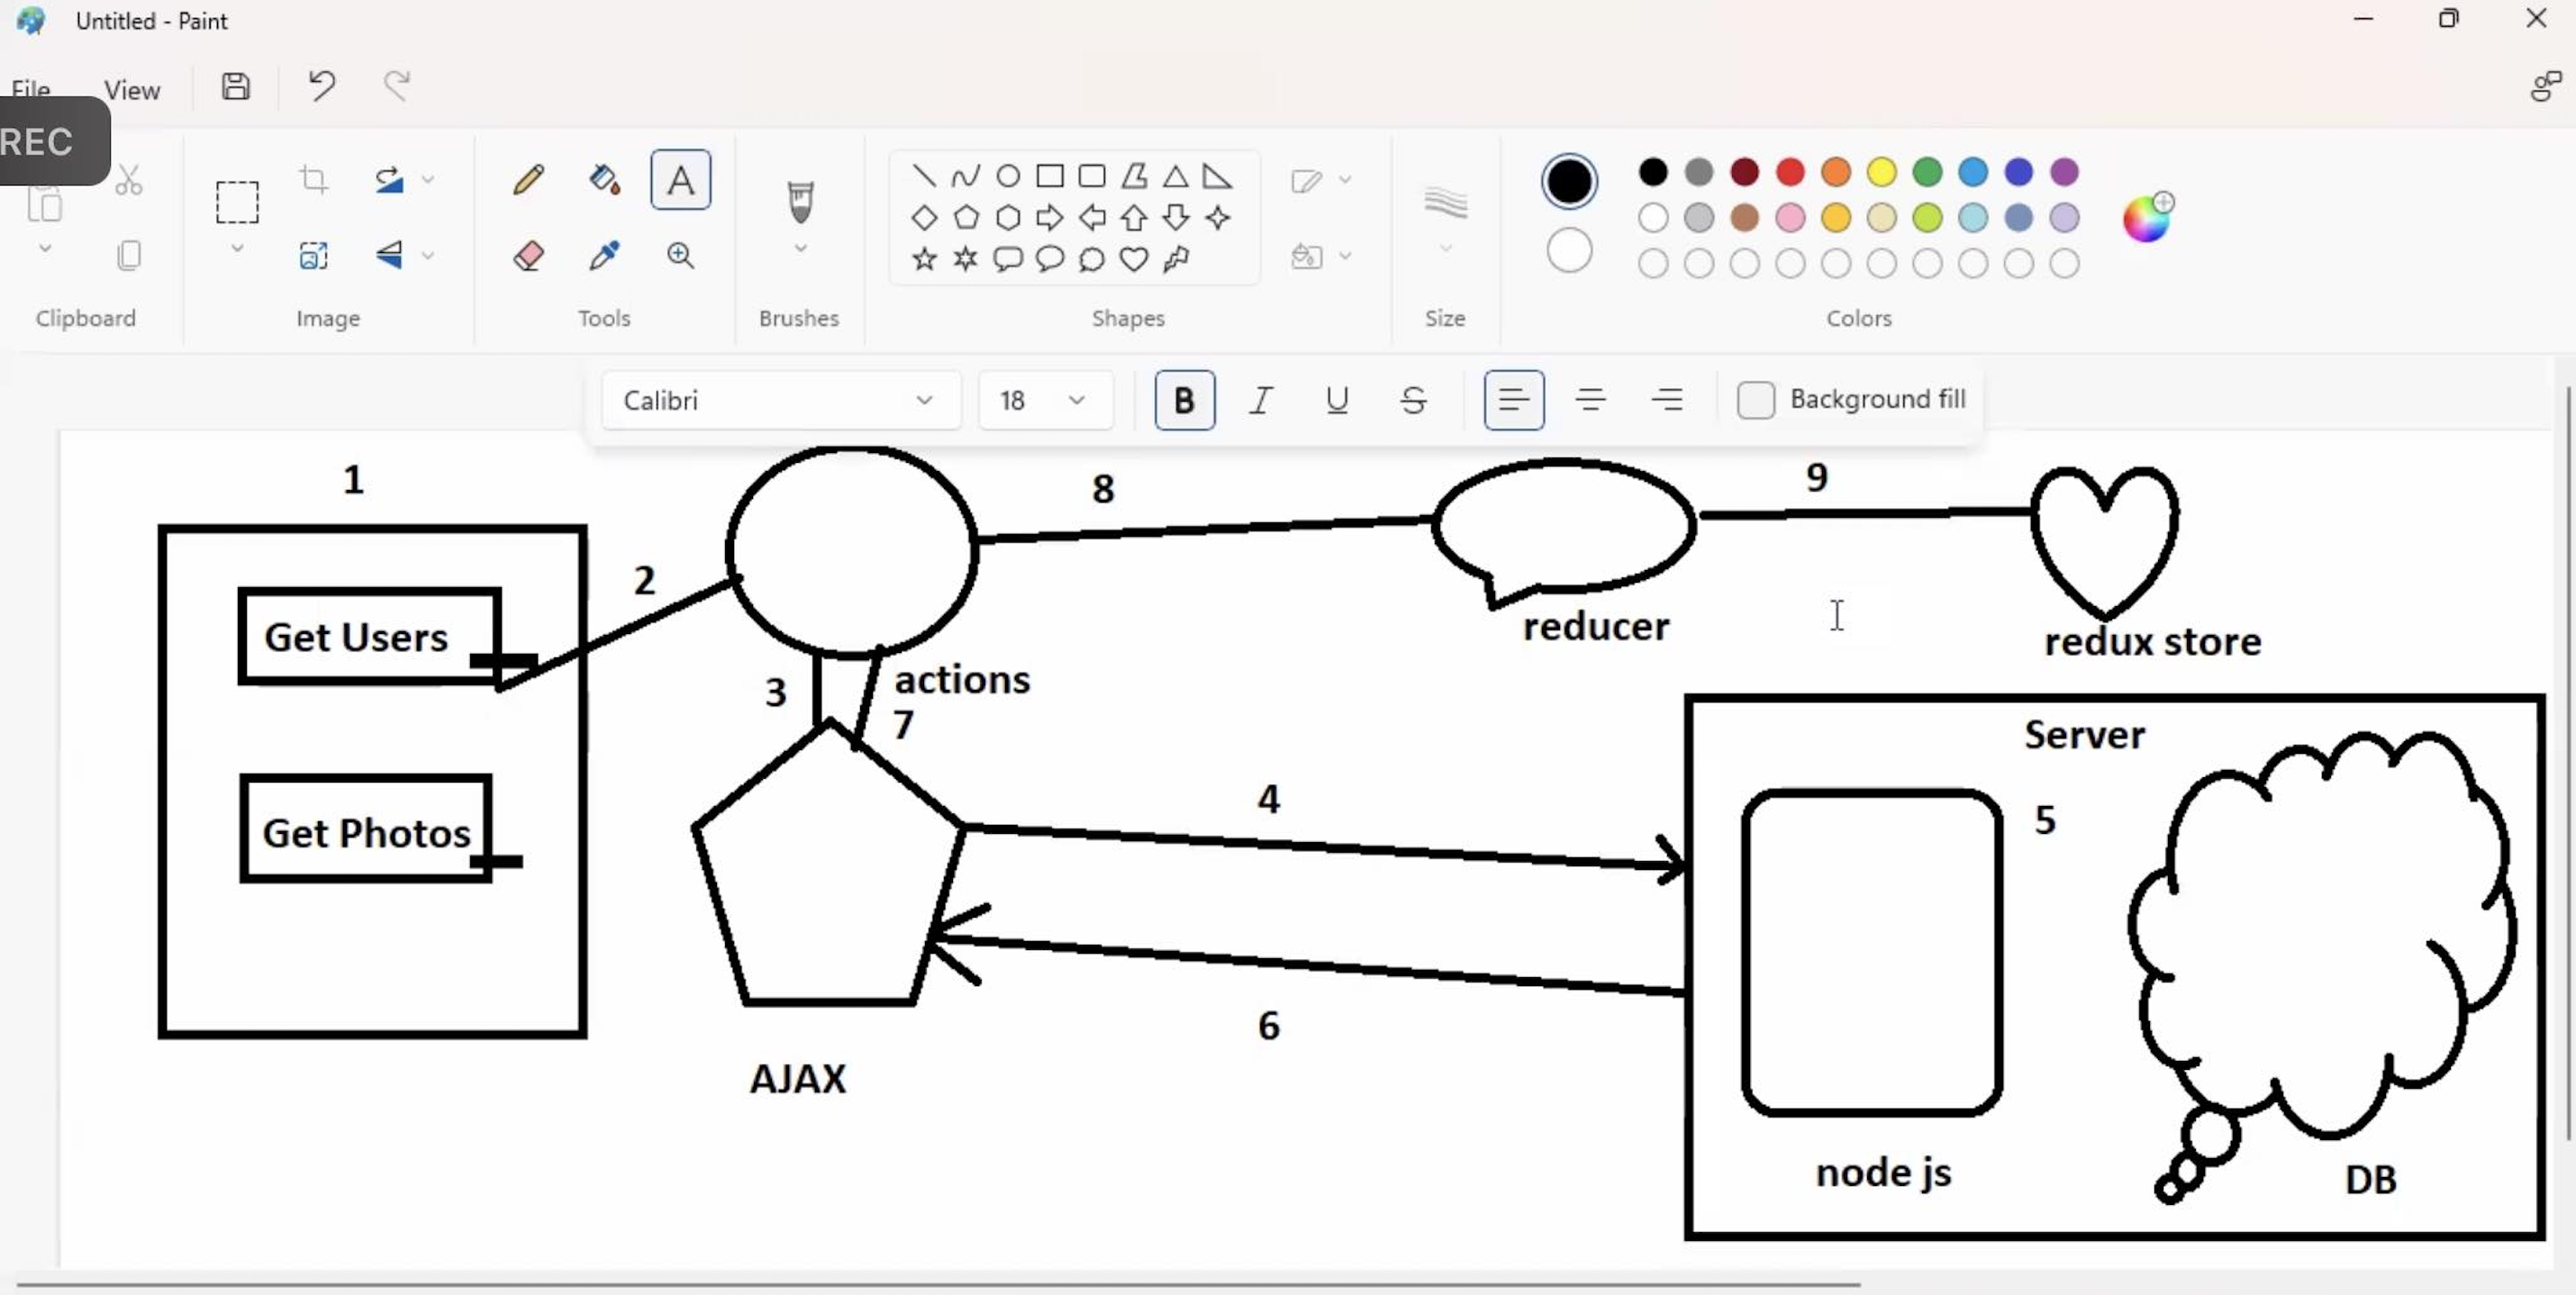 Untitled - Paint
File View
REC
Clipboard Image Tools Brushes Shapes Size Colors
Calibri 18 B I U S Background fill
1
8
9
Get Users
2
reducer
redux store
3
actions
7
Server
Get Photos
4
5
6
AJAX
node js
DB